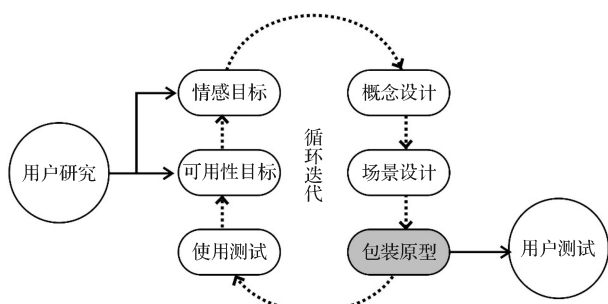 情感目标
概念设计
用户研究
可用性目标
循环迭代
场景设计
使用测试
包装原型
用户测试